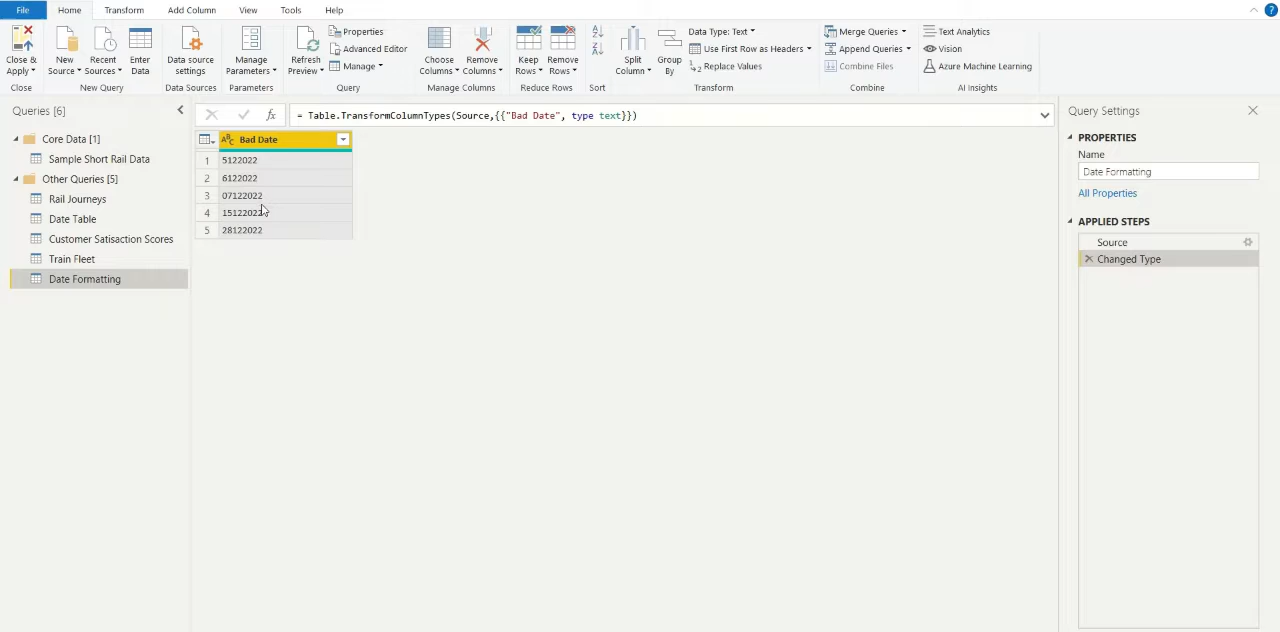 File Home Transform Add Column View Tools Help
Close & Apply New Source Recent Sources Enter Data Data source settings Manage Parameters Refresh Preview Properties Advanced Editor Manage Choose Columns Remove Columns Keep Rows Remove Rows Split Column Group By Data Type: Text Use First Row as Headers Replace Values Merge Queries Append Queries Combine Files Text Analytics Vision Azure Machine Learning
Close New Query Data Sources Parameters Query Manage Columns Reduce Rows Sort Transform Combine AI Insights
Queries [6]
Core Data [1]
Sample Short Rail Data
Other Queries [5]
Rail Journeys
Date Table
Customer Satisaction Scores
Train Fleet
Date Formatting
= Table.TransformColumnTypes(Source,{{"Bad Date", type text}})
Bad Date
1 5122022
2 6122022
3 07122022
4 15122022
5 28122022
Query Settings
PROPERTIES
Name
Date Formatting
All Properties
APPLIED STEPS
Source
Changed Type